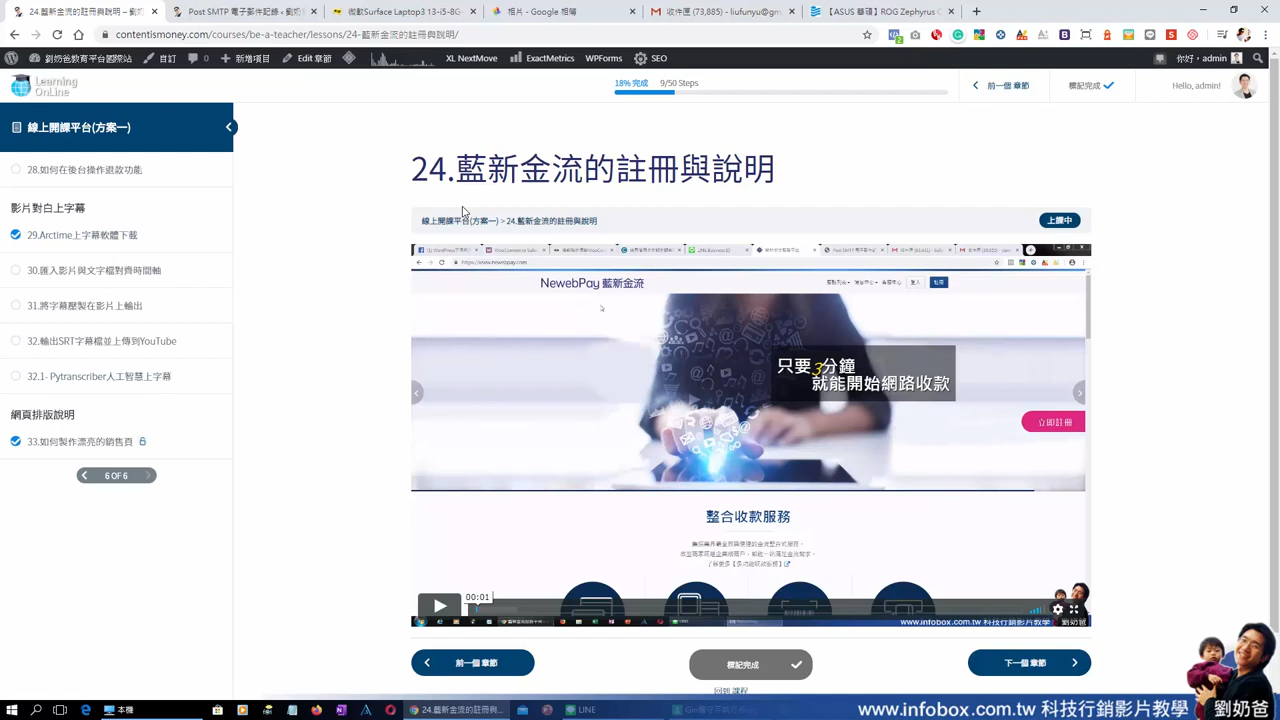 24.藍新金流的註冊與說明 - 劉奶
Post SMTP 電子郵件記錄 ‹ 劉奶爸
微軟Surface Laptop3 13-i5-8G-
相片 - Google 相簿
收件匣 (73,885) - liufunyu@gm
【ASUS 華碩】ROG Zephyrus G
contentismoney.com/courses/be-a-teacher/lessons/24-藍新金流的註冊與說明/
劉奶爸教育平台國際站
自訂
0
新增項目
Edit 章節
XL NextMove
ExactMetrics
WPForms
SEO
你好，admin
Learning
OnLine
18% 完成
9/50 Steps
前一個 章節
標記完成
Hello, admin!
線上開課平台(方案一)
28.如何在後台操作退款功能
影片對白上字幕
29.Arctime上字幕軟體下載
30.匯入影片與文字檔對齊時間軸
31.將字幕壓製在影片上輸出
32.輸出SRT字幕檔並上傳到YouTube
32.1- Pytranscriber人工智慧上字幕
網頁排版說明
33.如何製作漂亮的銷售頁
6 OF 6
24.藍新金流的註冊與說明
線上開課平台(方案一) > 24.藍新金流的註冊與說明
上課中
https://www.newebpay.com
NewebPay 藍新金流
登入
註冊
只要3分鐘
就能開始網路收款
立即註冊
整合收款服務
00:01
www.infobox.com.tw 科技行銷影片教學 劉奶爸
前一個 章節
標記完成
下一個 章節
回到 課程
本機
24.藍新金流的註冊與...
LINE
www.infobox.com.tw 科技行銷影片教學 劉奶爸